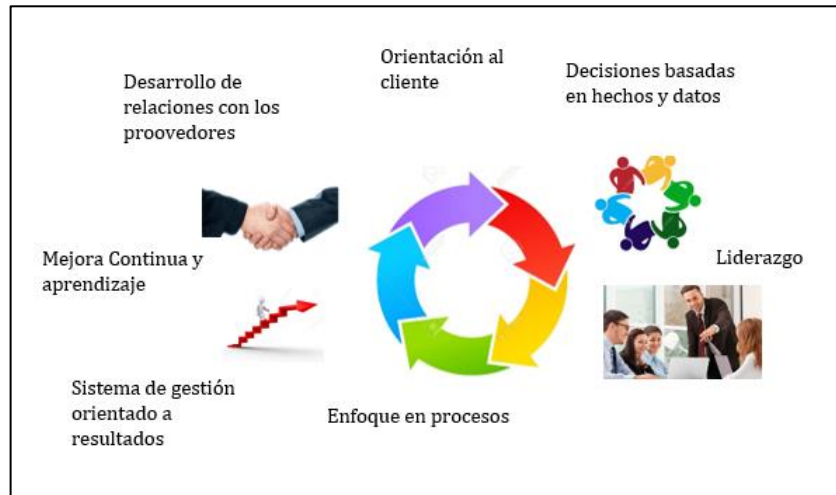 Orientación al
cliente
Desarrollo de
relaciones con los
proovedores
Decisiones basadas
en hechos y datos
Mejora Continua y
aprendizaje
Liderazgo
Sistema de gestión
orientado a
resultados
Enfoque en procesos